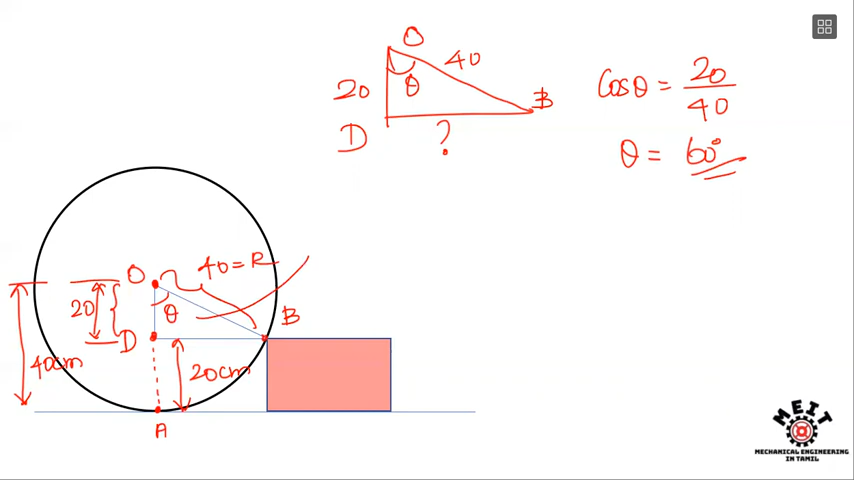 O
40
20
θ
B
D
?
Cosθ = 20/40
θ = 60°
O
40 = R
20
θ
B
D
40cm
20cm
A
MEIT
MECHANICAL ENGINEERING
IN TAMIL